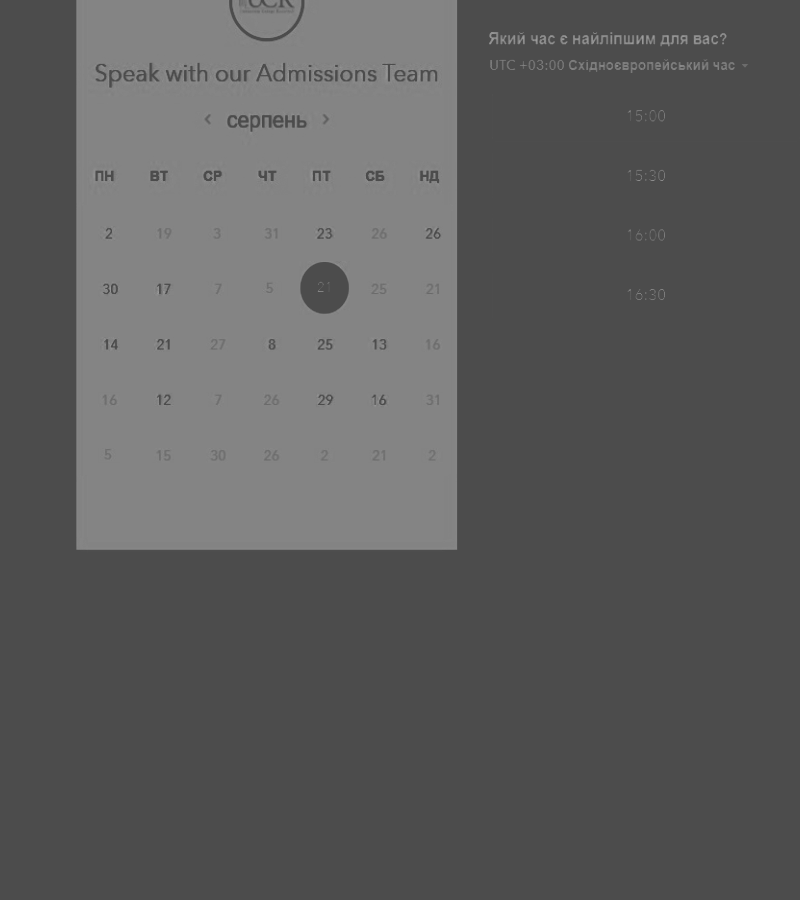 Speak with our Admissions Team
серпень
ПН ВТ СР ЧТ ПТ СБ НД
2 19 3 31 23 26 26
30 17 7 5 21 25 21
14 21 27 8 25 13 16
16 12 7 26 29 16 31
5 15 30 26 2 21 2
Який час є найліпшим для вас?
UTC +03:00 Східноєвропейський час
15:00
15:30
16:00
16:30